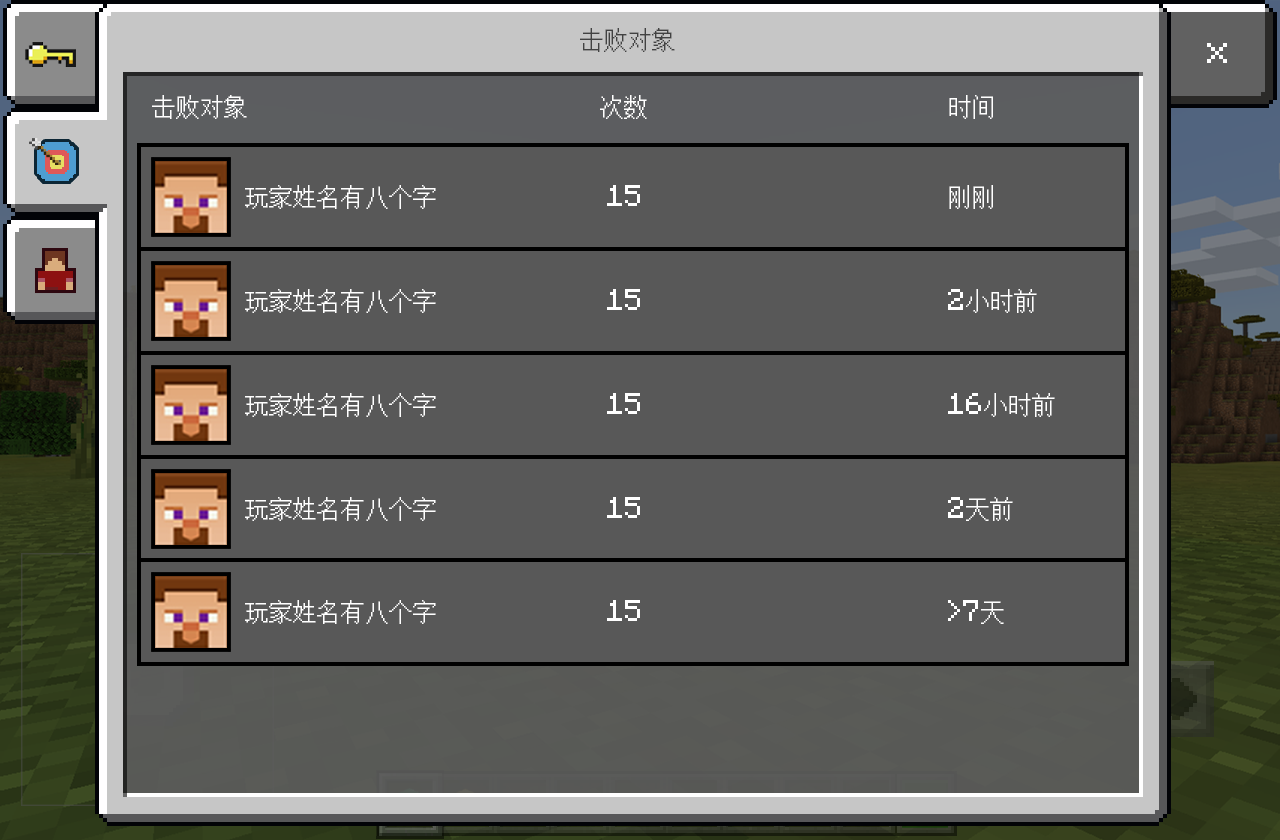 击败对象
击败对象 次数 时间
玩家姓名有八个字 15 刚刚
玩家姓名有八个字 15 2小时前
玩家姓名有八个字 15 16小时前
玩家姓名有八个字 15 2天前
玩家姓名有八个字 15 >7天